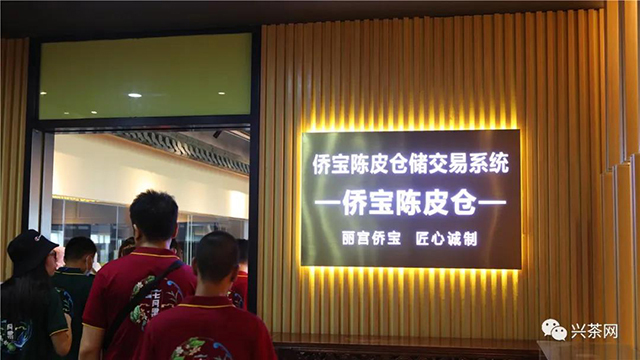 侨宝陈皮仓储交易系统
—侨宝陈皮仓—
丽宫侨宝 匠心诚制
兴茶网